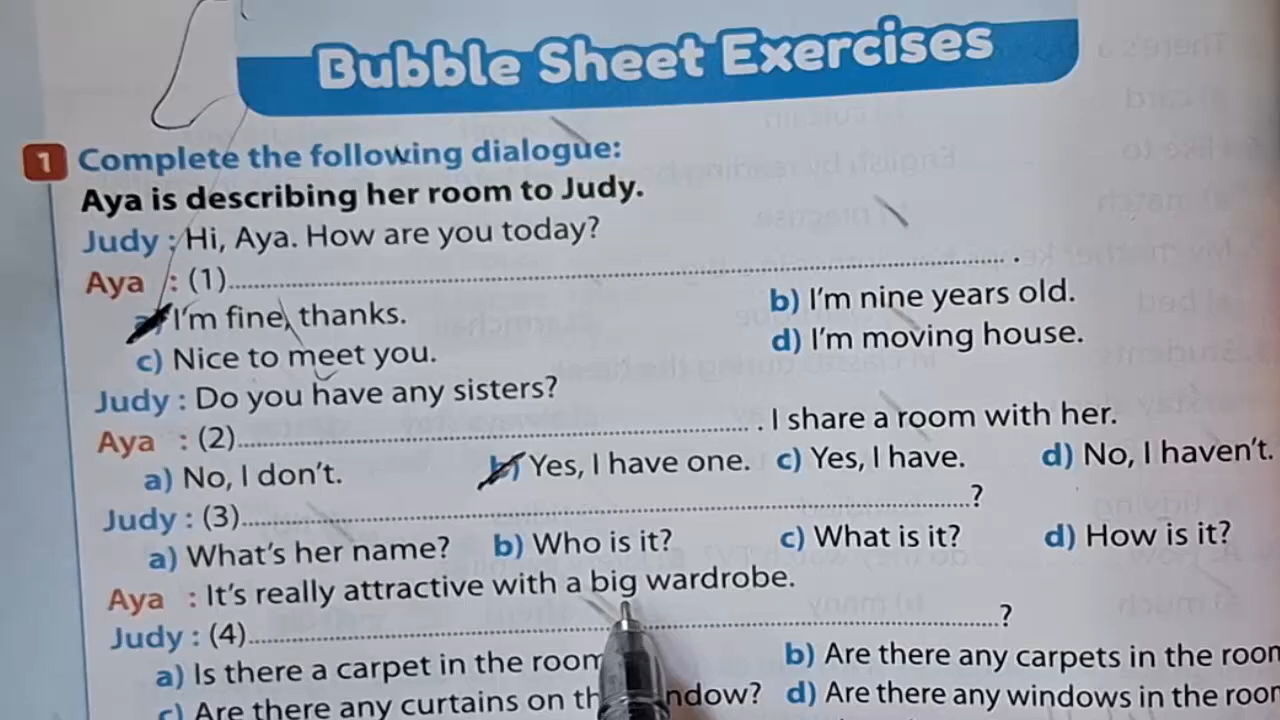 Bubble Sheet Exercises
1 Complete the following dialogue:
Aya is describing her room to Judy.
Judy : Hi, Aya. How are you today?
Aya : (1)...........................................................................................................................................................................................................................................................................................................
I'm fine, thanks. b) I'm nine years old.
c) Nice to meet you. d) I'm moving house.
Judy : Do you have any sisters?
Aya : (2)................................................................................ . I share a room with her.
a) No, I don't. b) Yes, I have one. c) Yes, I have. d) No, I haven't.
Judy : (3)................................................................................ ?
a) What's her name? b) Who is it? c) What is it? d) How is it?
Aya : It's really attractive with a big wardrobe.
Judy : (4)................................................................................ ?
a) Is there a carpet in the room b) Are there any carpets in the
c) Are there any curtains on window? d) Are there any windows in the